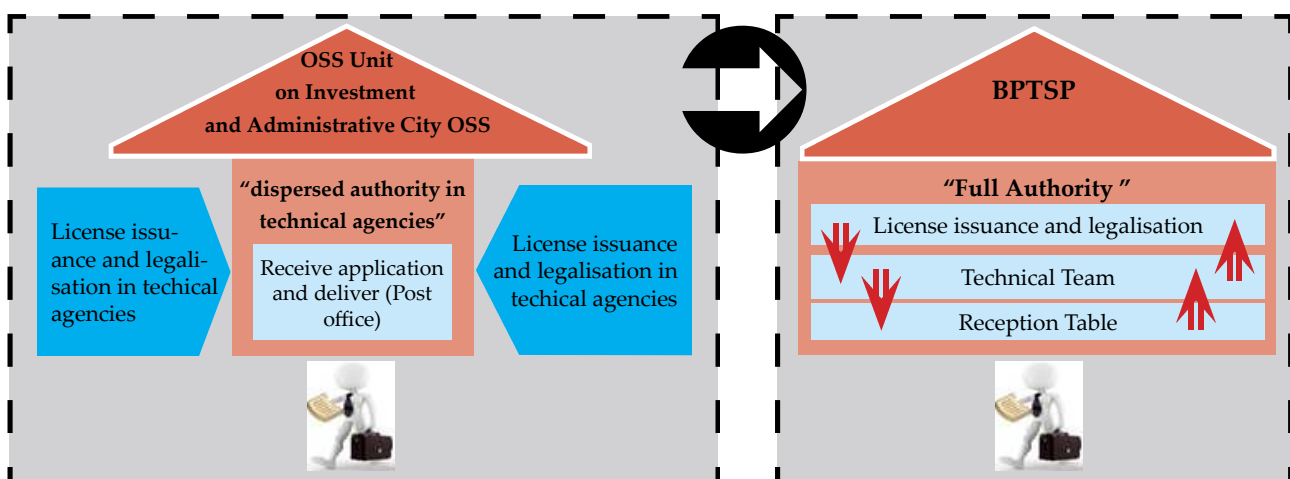 OSS Unit
on Investment
and Administrative City OSS
“dispersed authority in
technical agencies”
License issu-
ance and legali-
sation in techical
agencies
Receive application
and deliver (Post
office)
License issuance
and legalisation in
techical agencies
BPTSP
“Full Authority ”
License issuance and legalisation
Technical Team
Reception Table